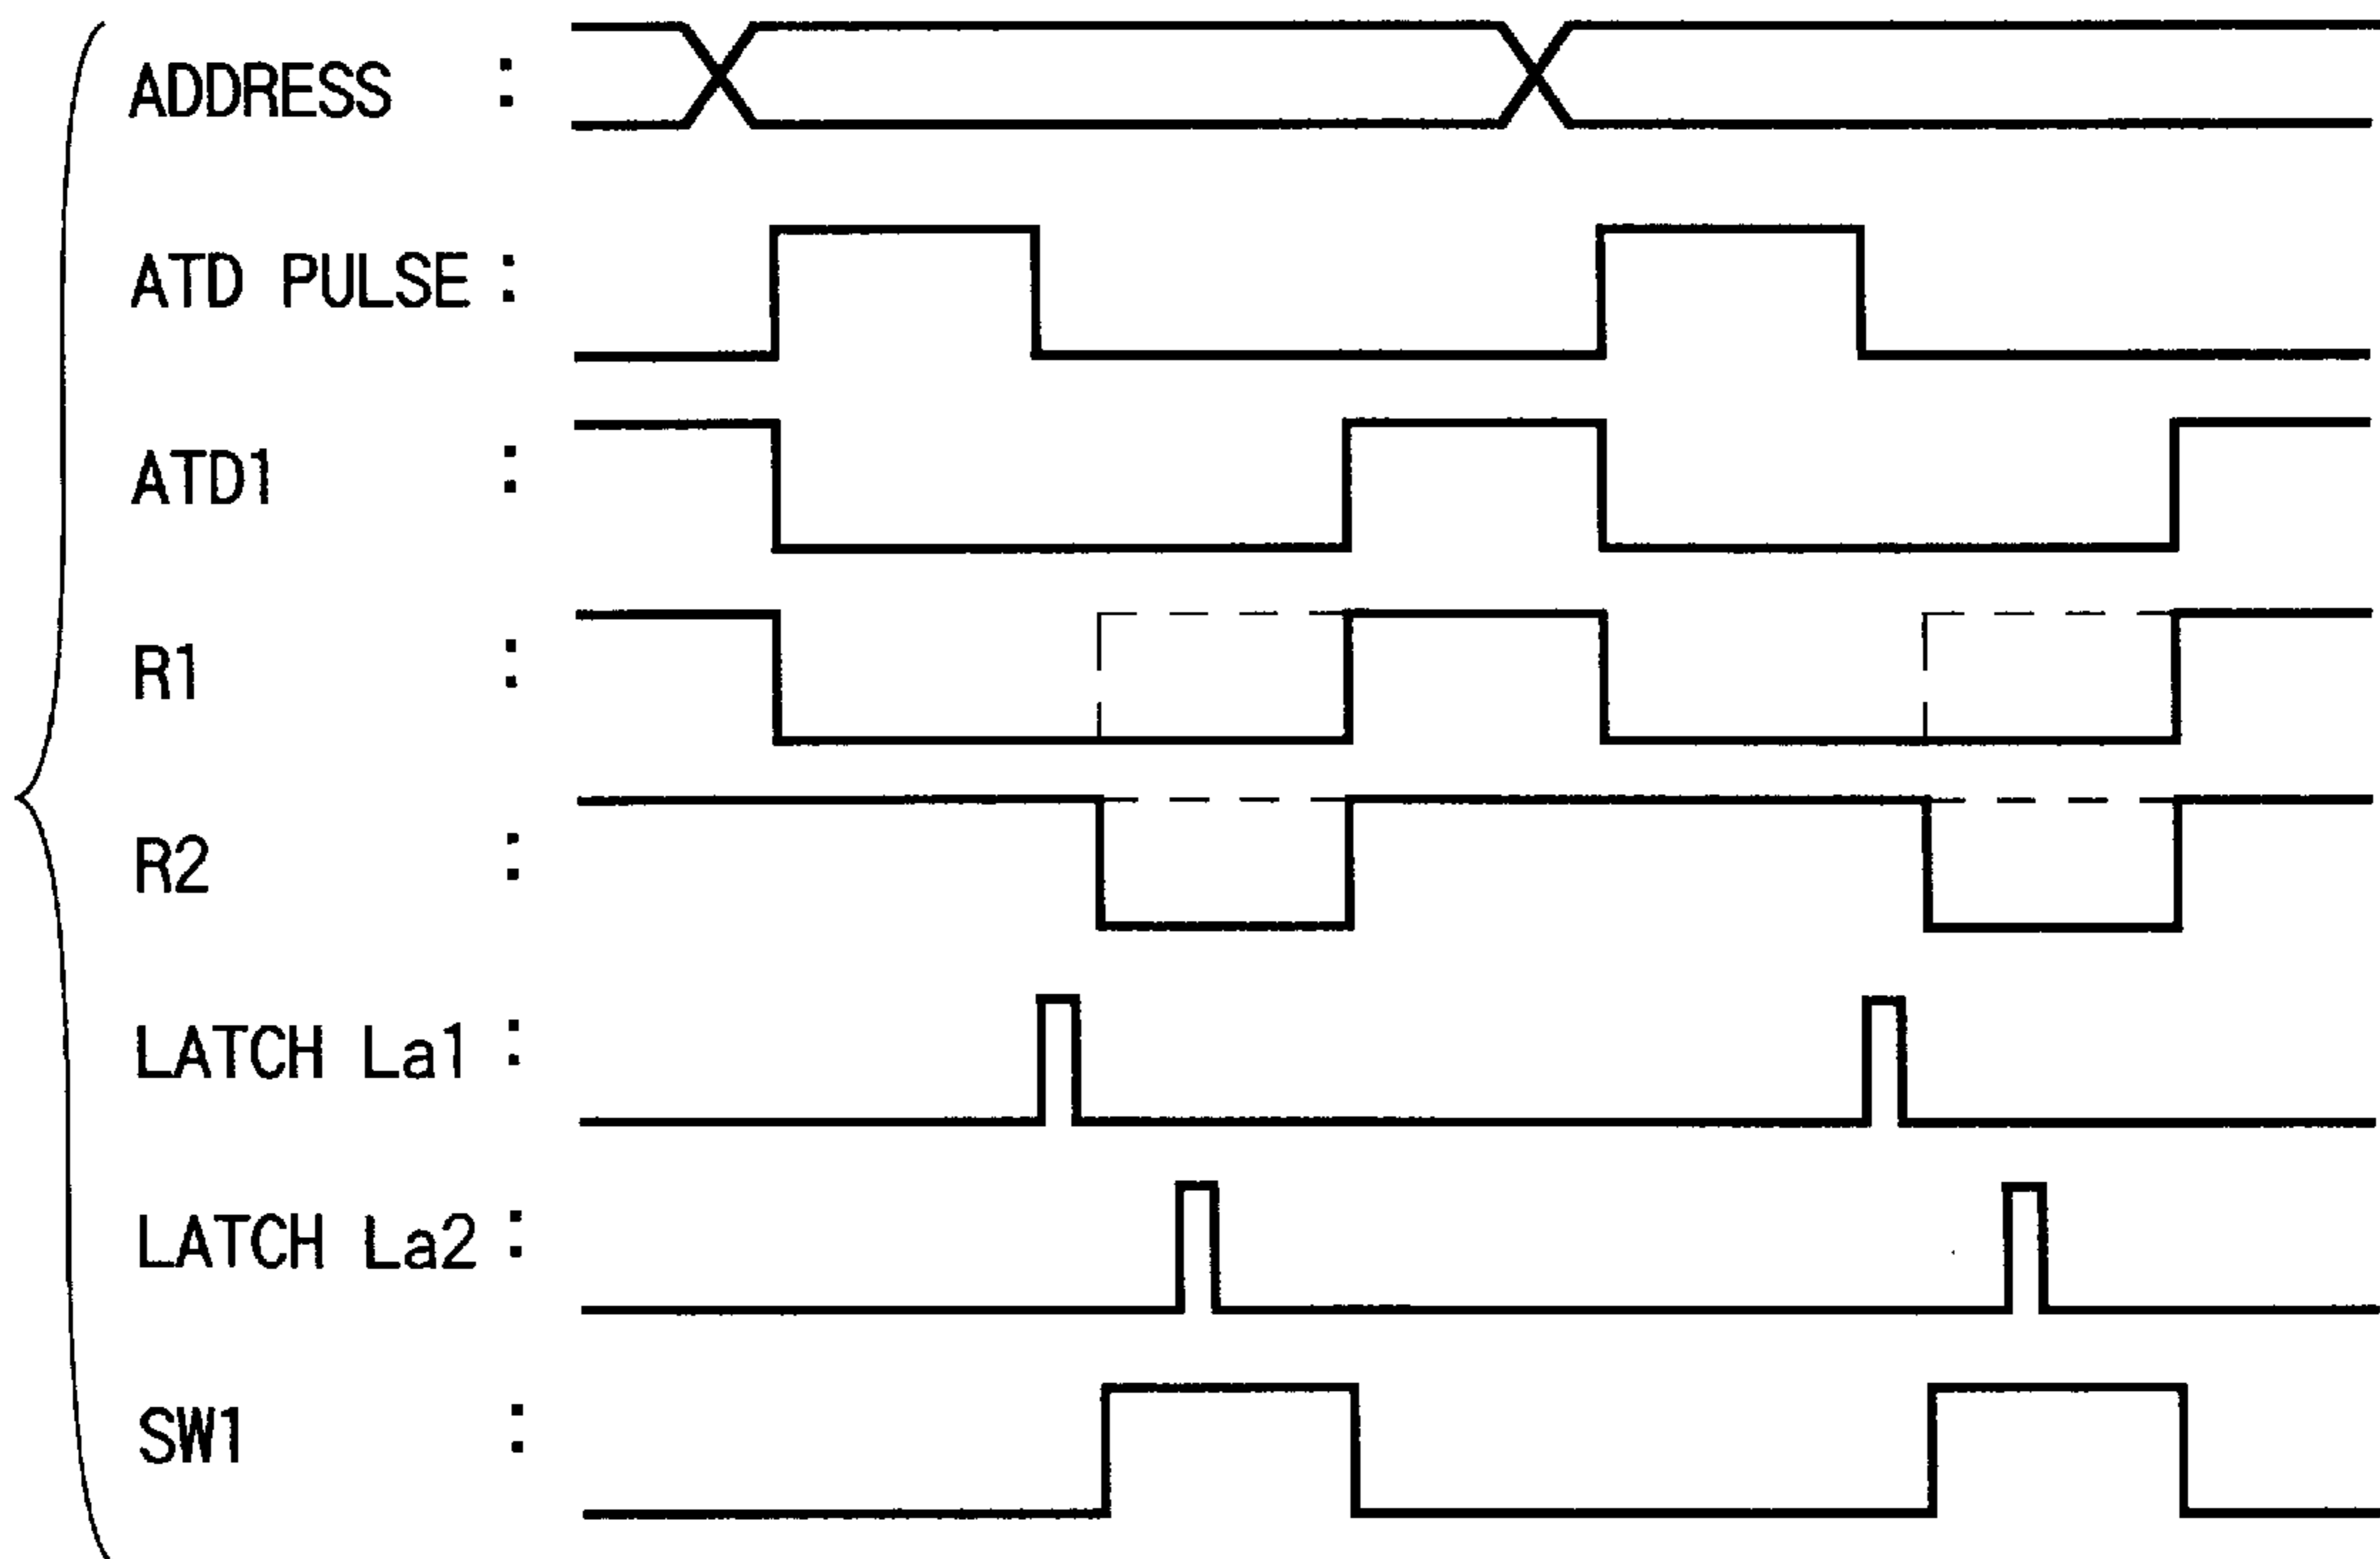 ADDRESS :
ATD PULSE :
ATD1 :
R1 :
R2 :
LATCH La1 :
LATCH La2 :
SW1 :